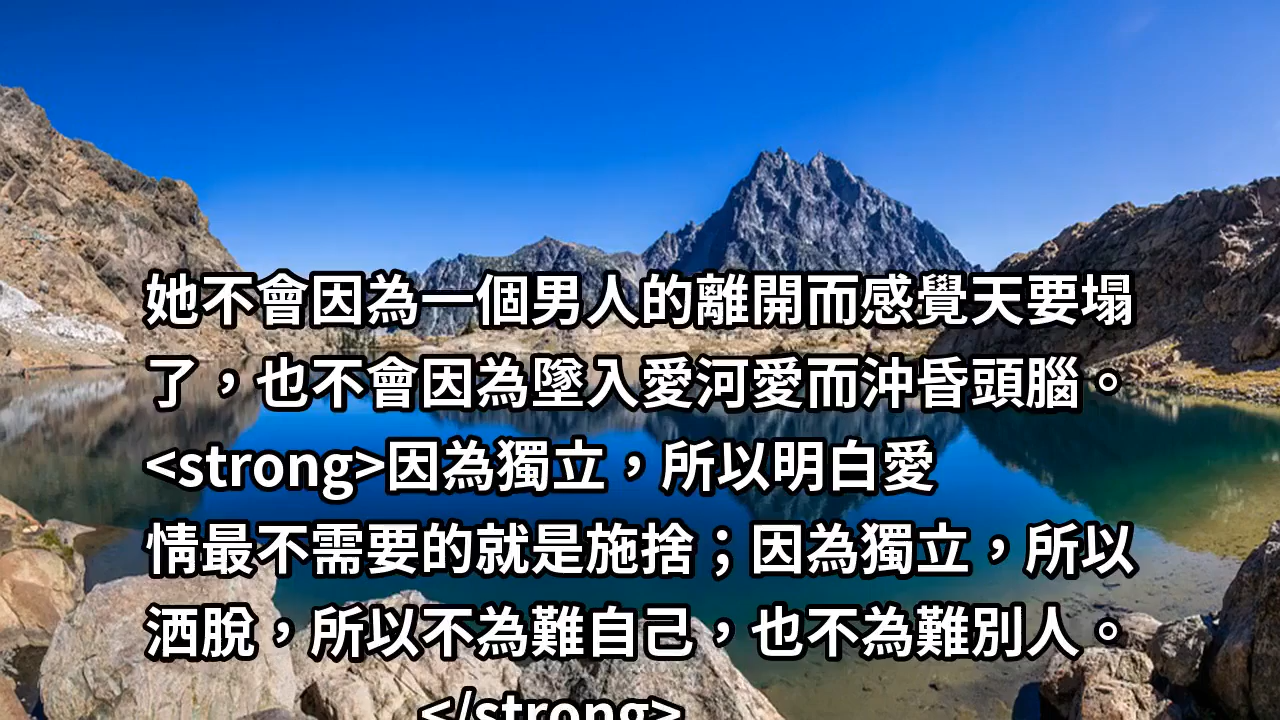 她不會因為一個男人的離開而感覺天要塌
了，也不會因為墜入愛河愛而沖昏頭腦。
<strong>因為獨立，所以明白愛
情最不需要的就是施捨；因為獨立，所以
洒脫，所以不為難自己，也不為難別人。
</strong>